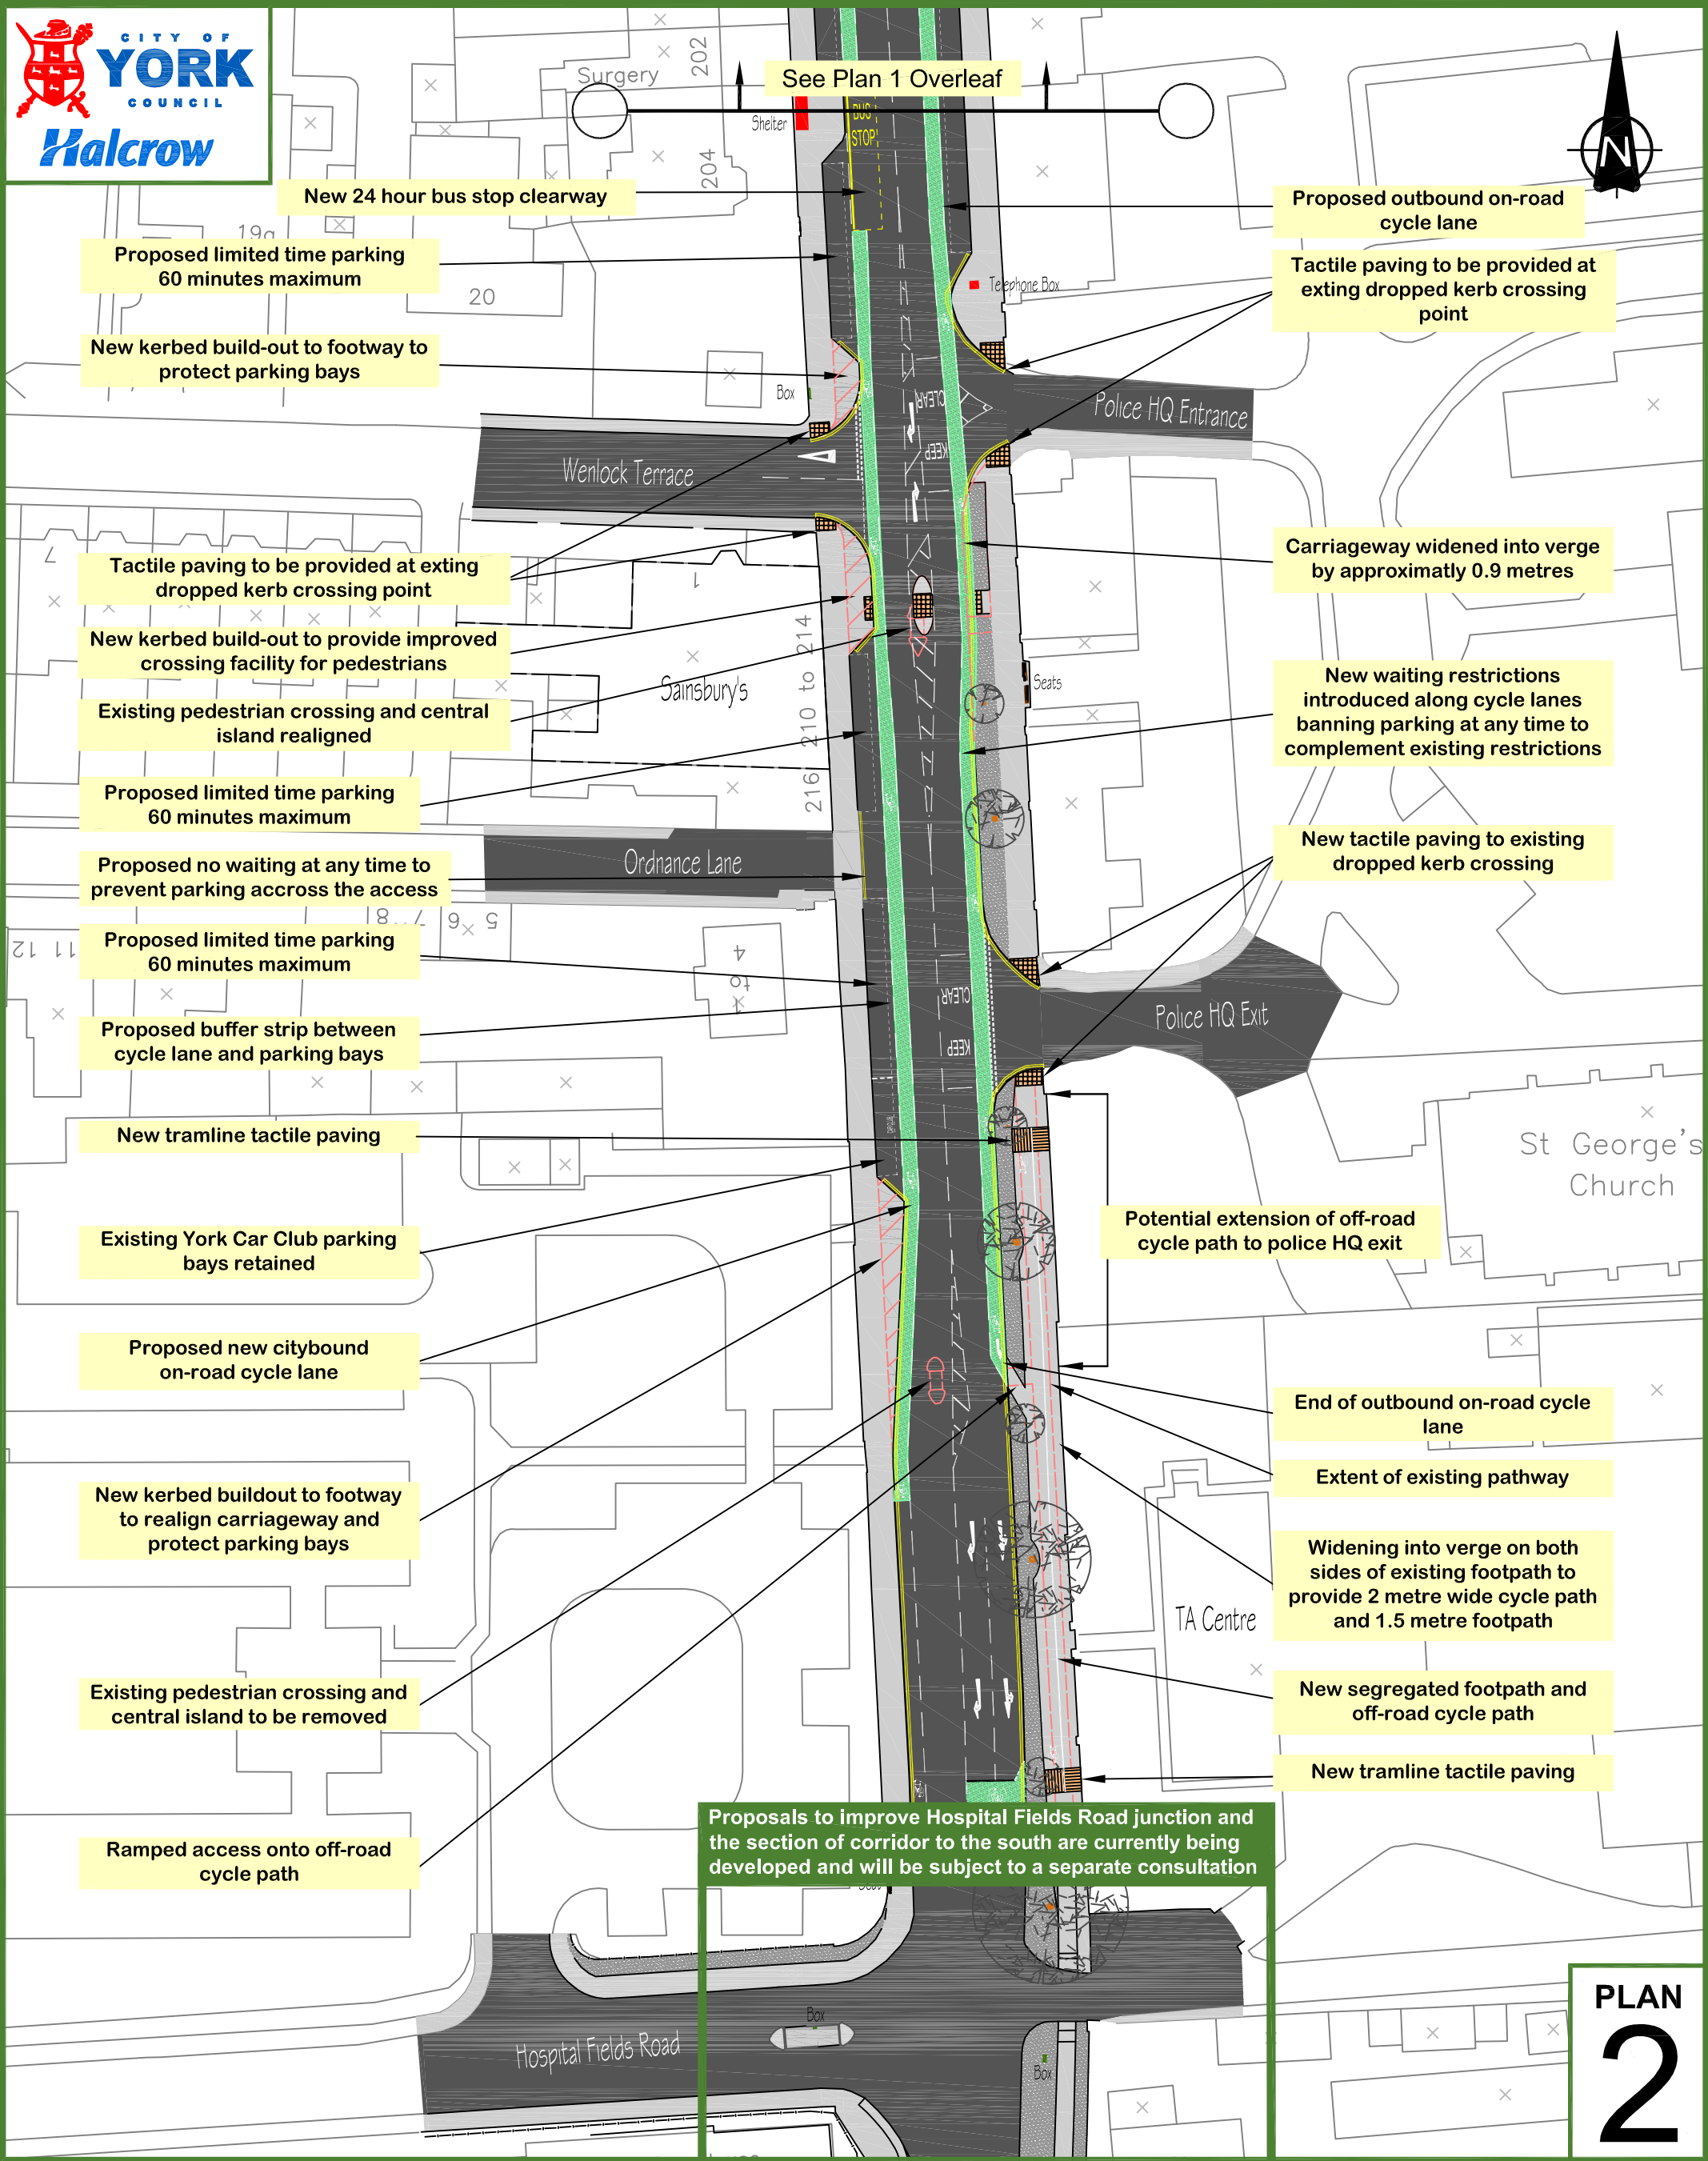 CITY OF
YORK
COUNCIL
Halcrow
See Plan 1 Overleaf
Surgery
202
204
Shelter
BUS
STOP
N
New 24 hour bus stop clearway
Proposed outbound on-road
cycle lane
19a
20
Proposed limited time parking
60 minutes maximum
Tactile paving to be provided at
exting dropped kerb crossing
point
Telephone Box
New kerbed build-out to footway to
protect parking bays
Box
CLEAR
KEEP
Police HQ Entrance
Wenlock Terrace
7
1
Tactile paving to be provided at exting
dropped kerb crossing point
Carriageway widened into verge
by approximatly 0.9 metres
New kerbed build-out to provide improved
crossing facility for pedestrians
Sainsbury's
210 to 214
216
Seats
Existing pedestrian crossing and central
island realigned
New waiting restrictions
introduced along cycle lanes
banning parking at any time to
complement existing restrictions
Proposed limited time parking
60 minutes maximum
Ordnance Lane
New tactile paving to existing
dropped kerb crossing
Proposed no waiting at any time to
prevent parking accross the access
8
7
6
5
12
11
1 to 4
Proposed limited time parking
60 minutes maximum
CLEAR
KEEP
Police HQ Exit
Proposed buffer strip between
cycle lane and parking bays
New tramline tactile paving
St George's
Church
Potential extension of off-road
cycle path to police HQ exit
Existing York Car Club parking
bays retained
Proposed new citybound
on-road cycle lane
End of outbound on-road cycle
lane
Extent of existing pathway
New kerbed buildout to footway
to realign carriageway and
protect parking bays
Widening into verge on both
sides of existing footpath to
provide 2 metre wide cycle path
and 1.5 metre footpath
TA Centre
Existing pedestrian crossing and
central island to be removed
New segregated footpath and
off-road cycle path
New tramline tactile paving
Ramped access onto off-road
cycle path
Proposals to improve Hospital Fields Road junction and
the section of corridor to the south are currently being
developed and will be subject to a separate consultation
Box
Hospital Fields Road
Box
PLAN
2